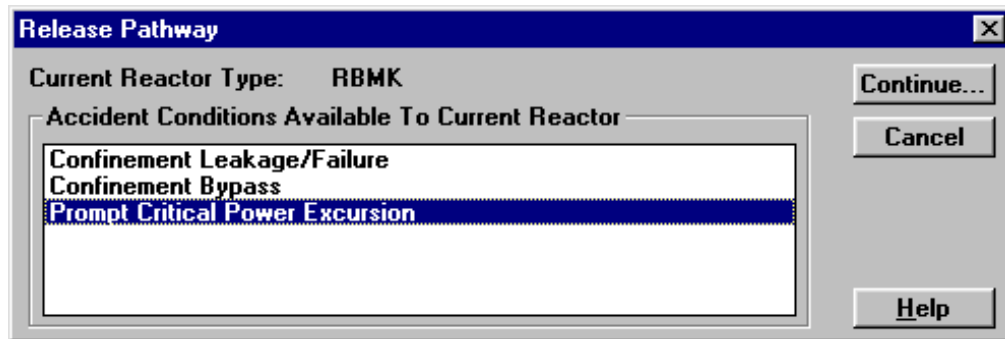 Release Pathway
Current Reactor Type: RBMK
Continue...
Accident Conditions Available To Current Reactor
Cancel
Confinement Leakage/Failure
Confinement Bypass
Prompt Critical Power Excursion
Help